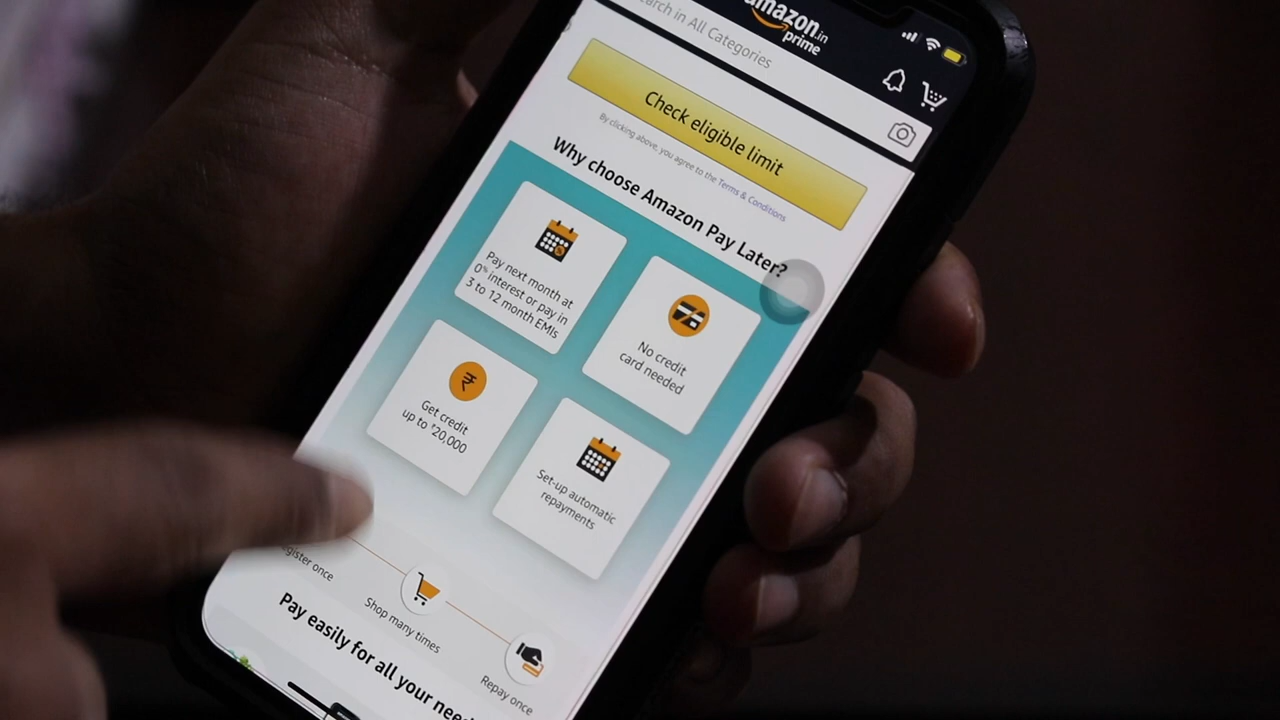 amazon.in
prime
Search in All Categories
Check eligible limit
By clicking above, you agree to the Terms & Conditions
Why choose Amazon Pay Later?
Pay next month at
0% interest or pay in
3 to 12 month EMIs
No credit
card needed
Get credit
up to ₹20,000
Set-up automatic
repayments
once
Shop many times
Repay once
Pay easily for all your